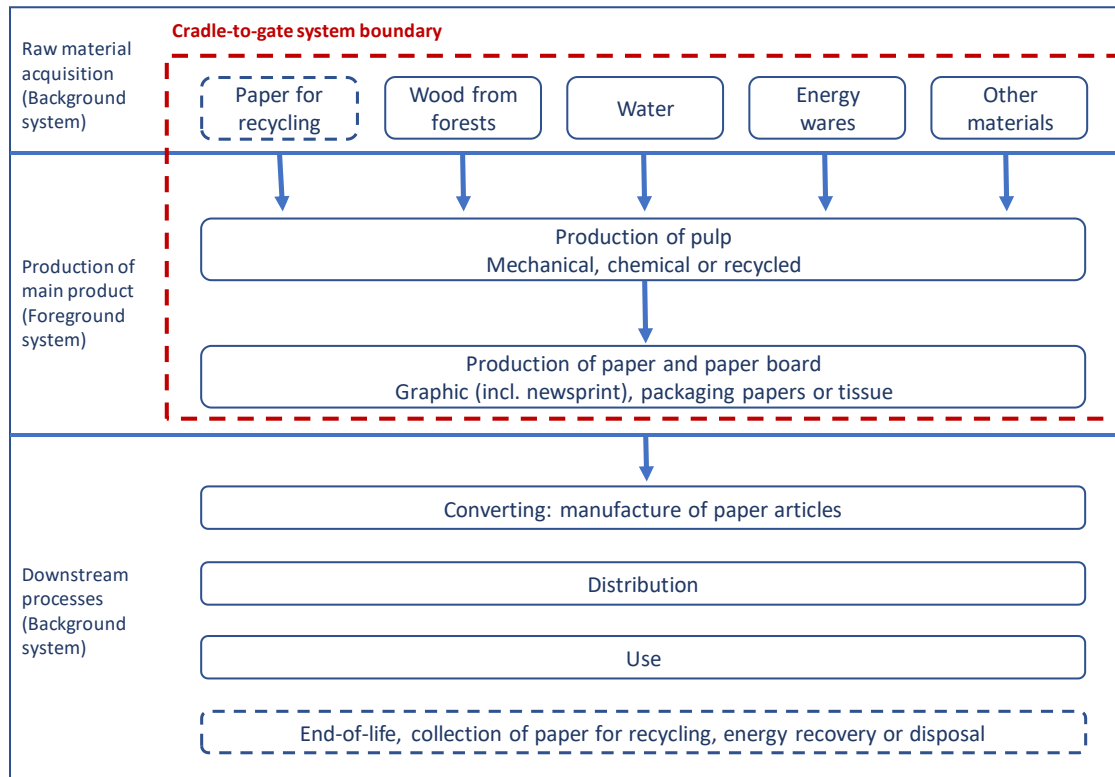 Cradle-to-gate system boundary
Raw material
acquisition
(Background
system)
Paper for
recycling
Wood from
forests
Water
Energy
wares
Other
materials
Production of
main product
(Foreground
system)
Production of pulp
Mechanical, chemical or recycled
Production of paper and paper board
Graphic (incl. newsprint), packaging papers or tissue
Downstream
processes
(Background
system)
Converting: manufacture of paper articles
Distribution
Use
End-of-life, collection of paper for recycling, energy recovery or disposal